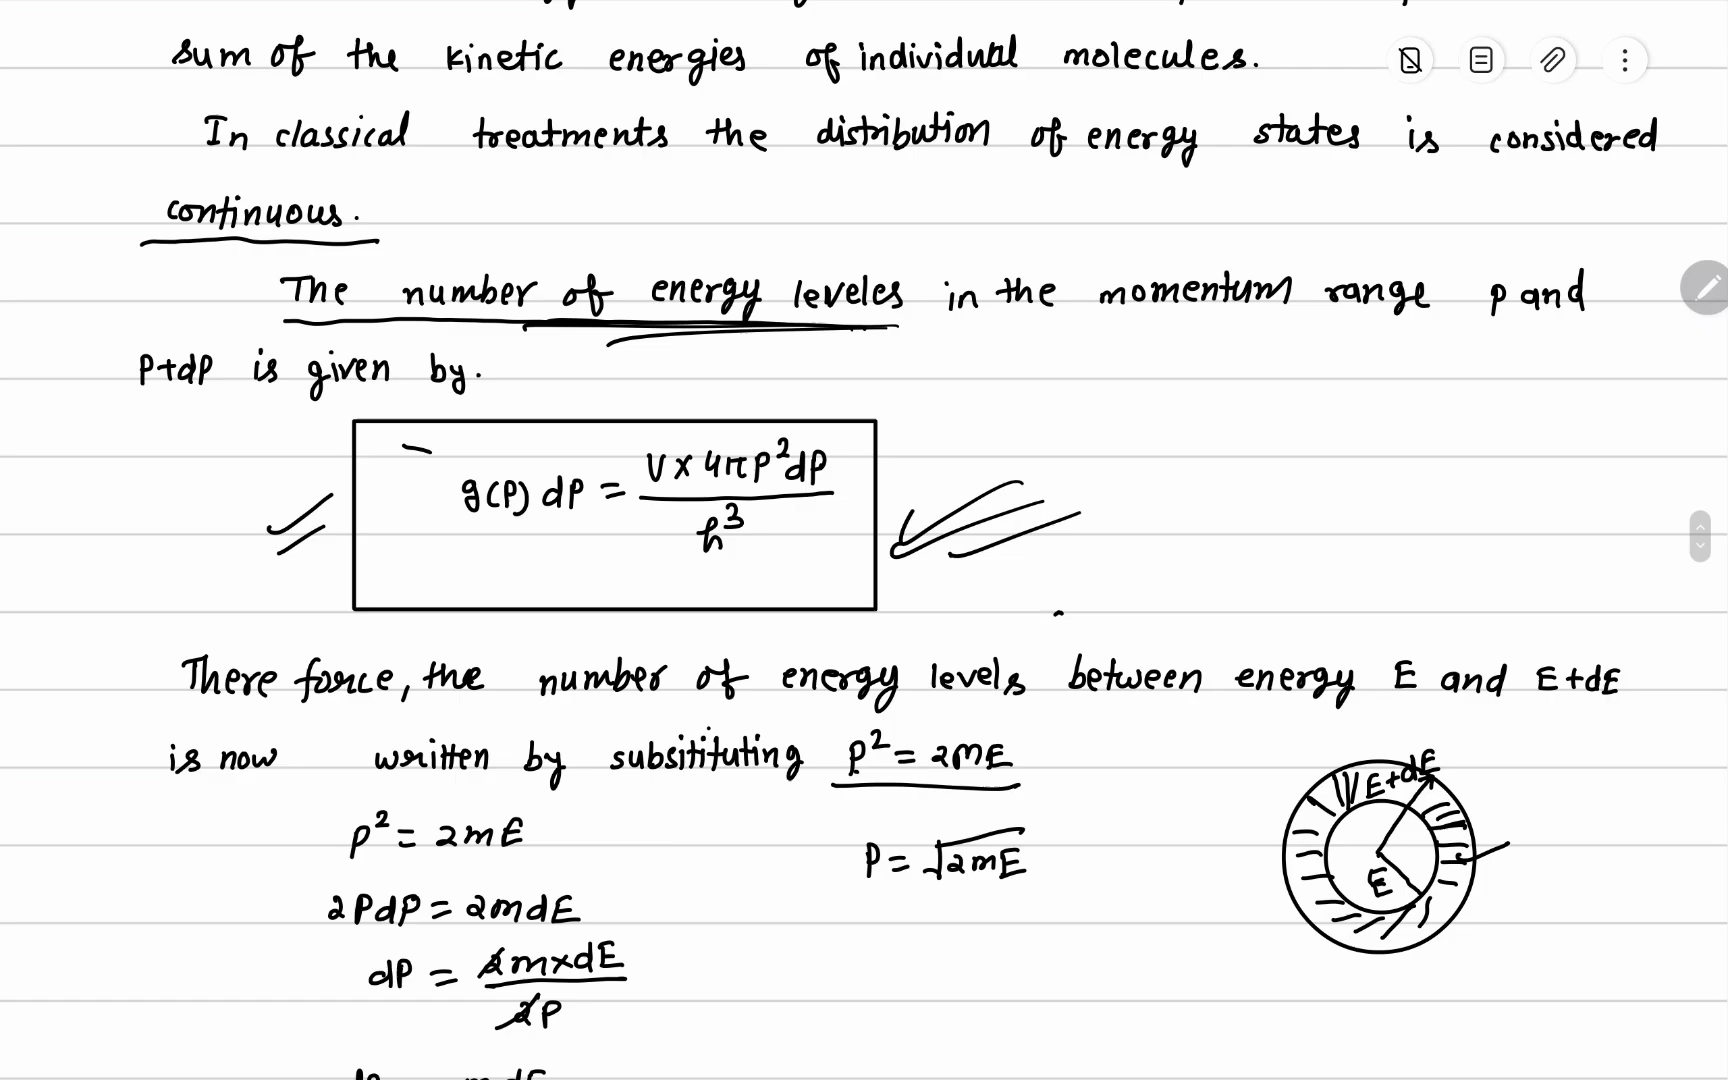 sum of the kinetic energies of individual molecules.
In classical treatments the distribution of energy states is considered
continuous.
The number of energy leveles in the momentum range p and
P+dP is given by.
g(P) dP = V × 4πP²dP / h³
There force, the number of energy levels between energy E and E+dE
is now written by subsitituting P² = 2mE
E+dE
E
p² = 2mE
P = √2mE
2PdP = 2mdE
dP = 2m×dE / 2P